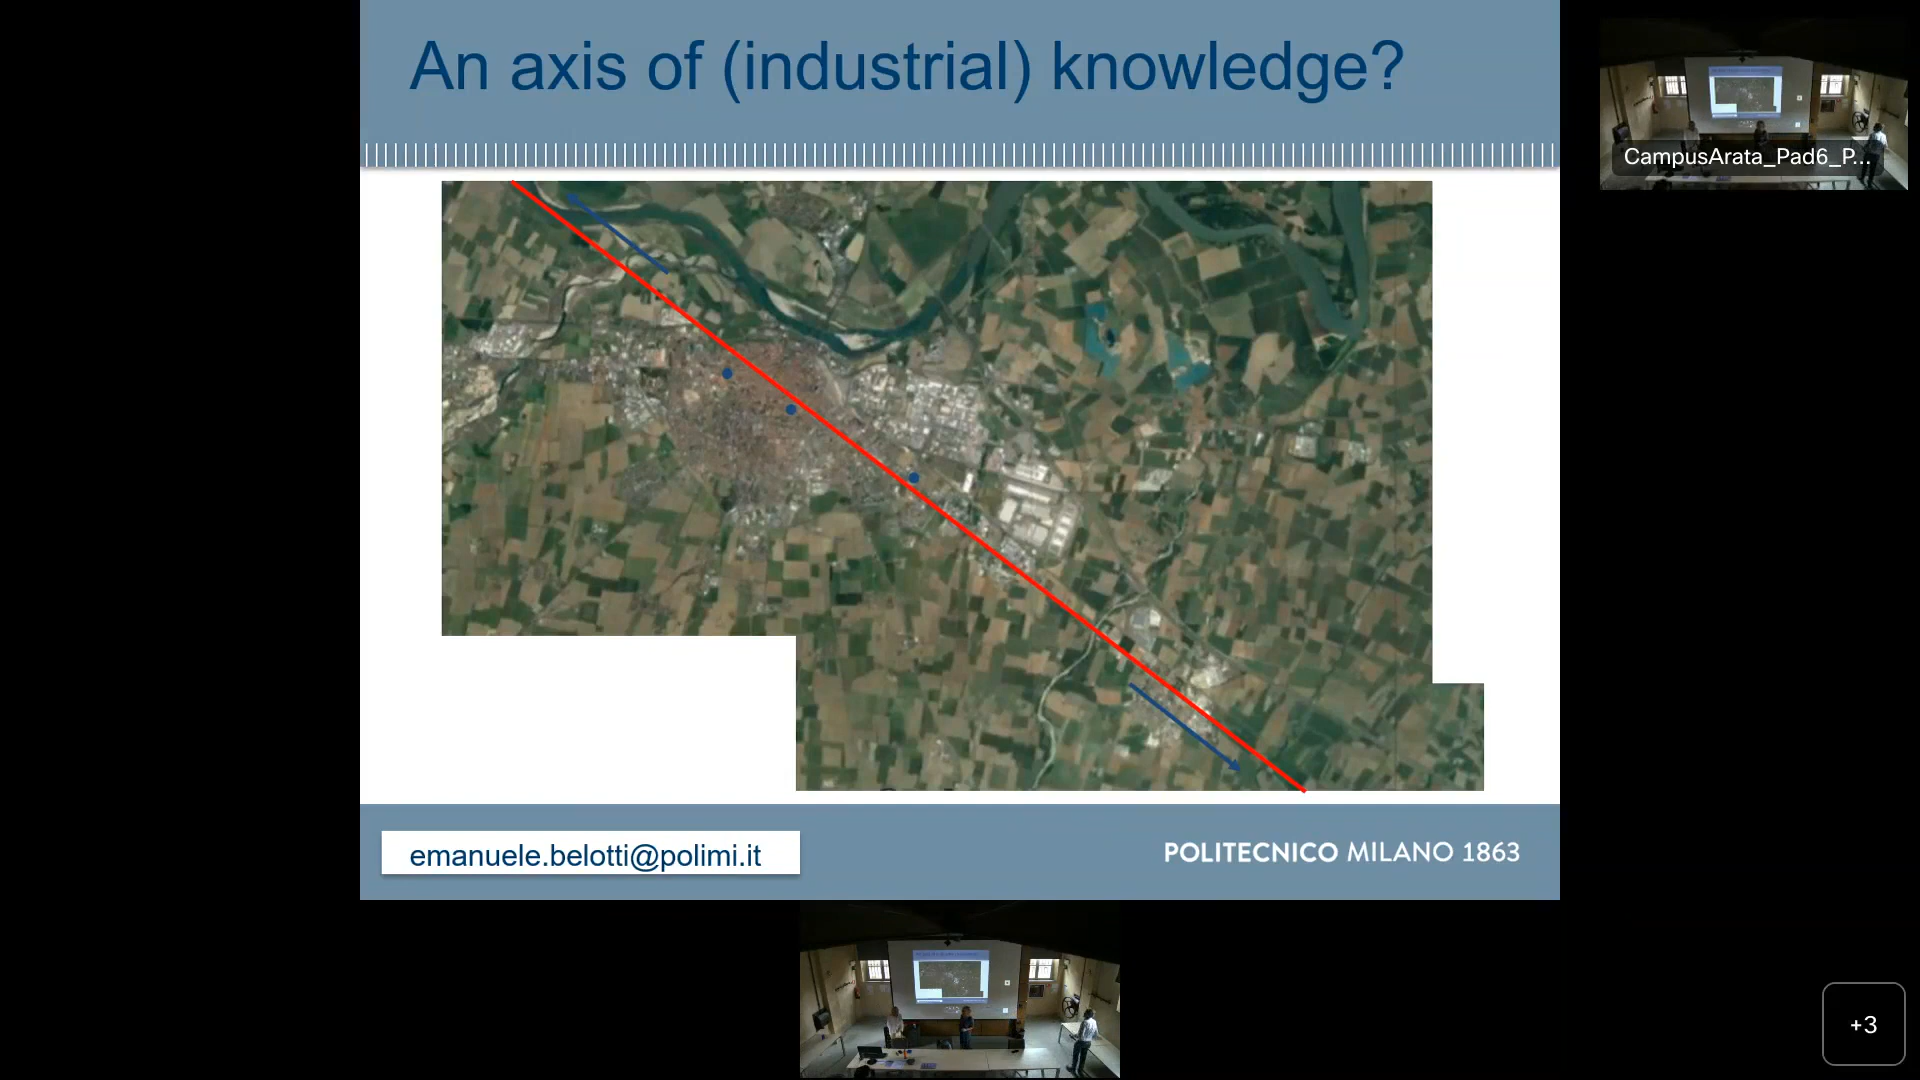 An axis of (industrial) knowledge?
CampusArata_Pad6_P...
emanuele.belotti@polimi.it
POLITECNICO MILANO 1863
+3